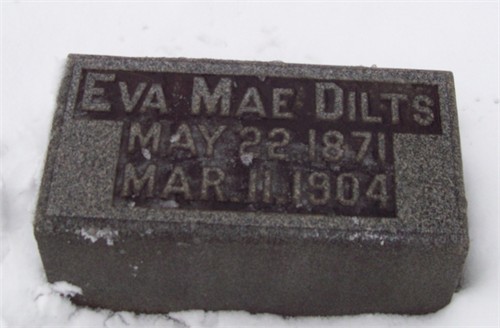 EVA MAE DILTS
MAY 22 1871
MAR. 11. 1904